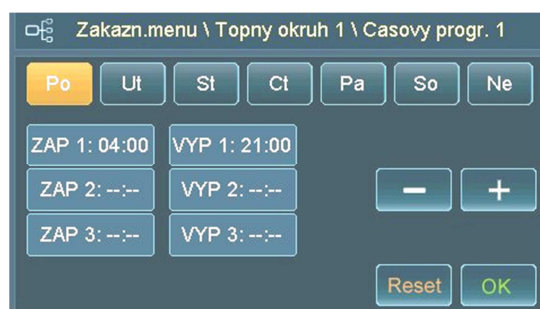 Zakazn.menu \ Topny okruh 1 \ Casovy progr. 1
Po Ut St Ct Pa So Ne
ZAP 1: 04:00 VYP 1: 21:00
ZAP 2: --:-- VYP 2: --:--
− +
ZAP 3: --:-- VYP 3: --:--
Reset OK